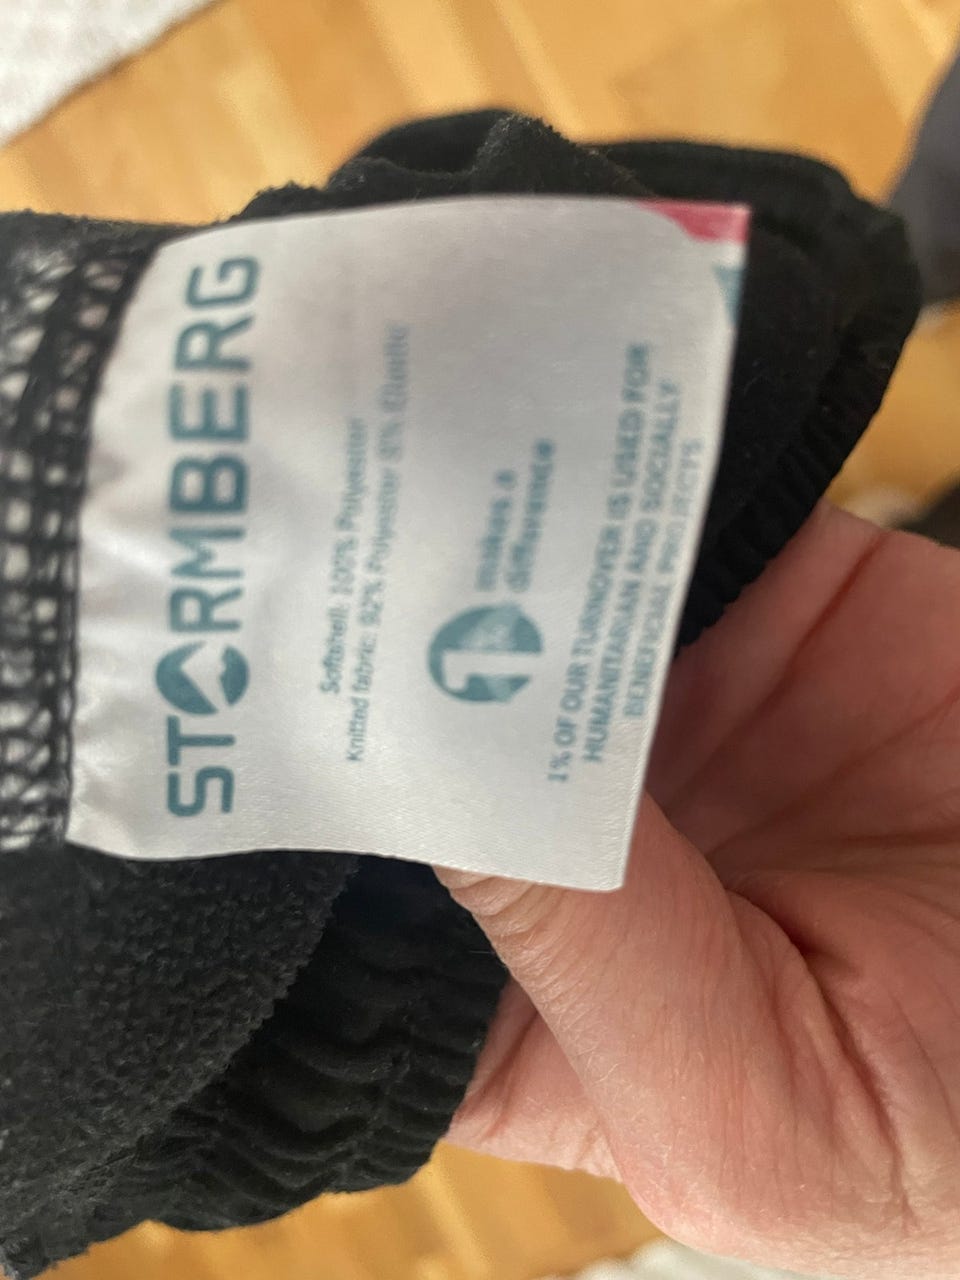 STORMBERG
Softshell: 100% Polyester
Knitted fabric: 92% Polyester 8% Elastic
1% makes a
difference
1% OF OUR TURNOVER IS USED FOR
HUMANITARIAN AND SOCIALLY
BENEFICIAL PROJECTS